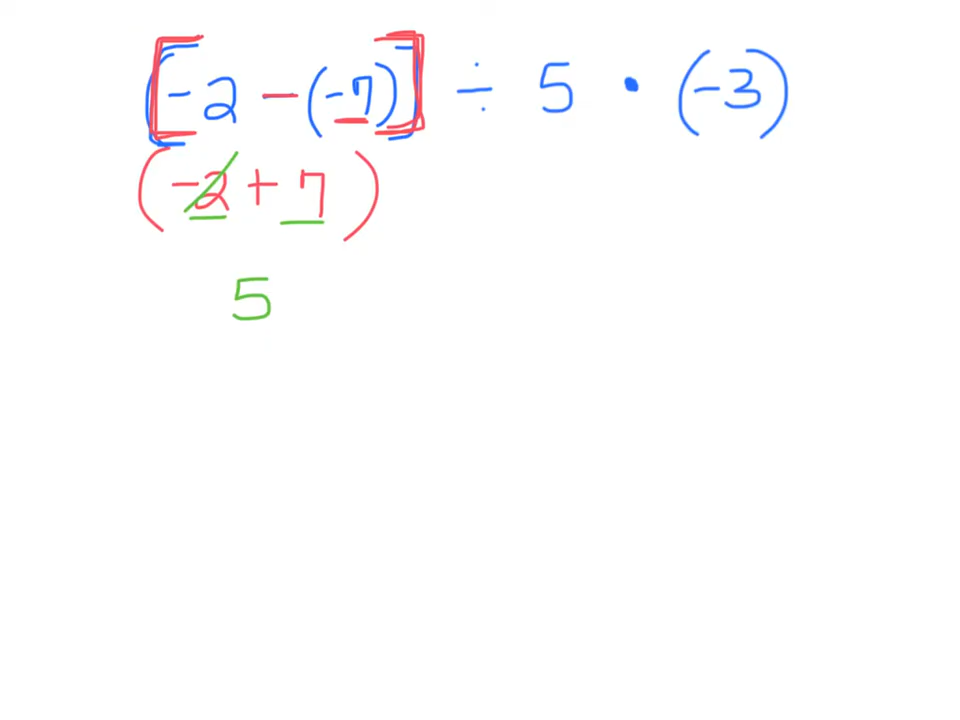 [-2 - (-7)] ÷ 5 • (-3)
(-2 + 7)
5